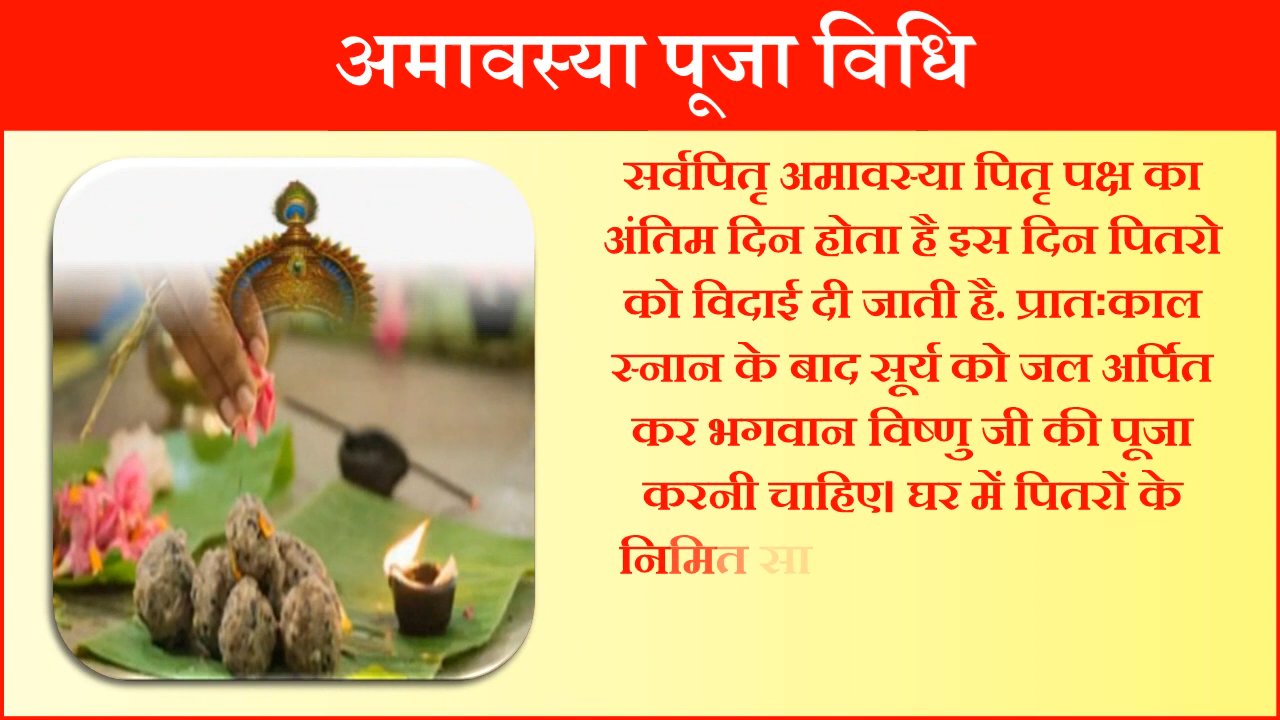 अमावस्या पूजा विधि
सर्वपितृ अमावस्या पितृ पक्ष का
अंतिम दिन होता है इस दिन पितरो
को विदाई दी जाती है. प्रातःकाल
स्नान के बाद सूर्य को जल अर्पित
कर भगवान विष्णु जी की पूजा
करनी चाहिए। घर में पितरों के
निमित सा